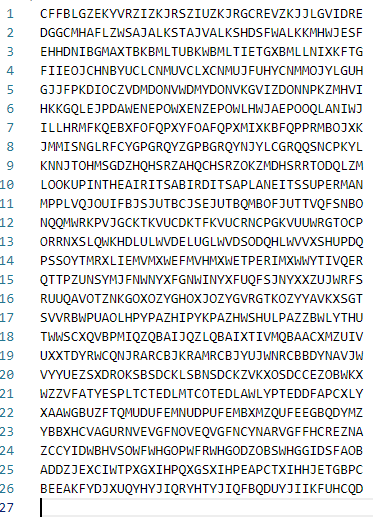 1 CFFBLGZEKYVRZIZKJRSZIUZKJRGCREVZKJJLGVIDRE
2 DGGCMHAFLZWSAJALKSTAJVALKSHDSFWALKKMHWJESF
3 EHHDNIBGMAXTBKBMLTUBKWBMLTIETGXBMLLNIXKFTG
4 FIIEOJCHNBYUCLCNMUVCLXCNMUJFUHYCNMMOJYLGUH
5 GJJFPKDIOCZVDMDONVWDMYDONVKGVIZDONNPKZMHVI
6 HKKGQLEJPDAWENEPOWXENZEPOWLHWJAEPOOQLANIWJ
7 ILLHRMFKQEBXFOFQPXYFOAFQPXMIXKBFQPPRMBOJXK
8 JMMISNGLRFCYGPGRQYZGPBGRQYNJYLCGRQQSNCPKYL
9 KNNJTOHMSGDZHQHSRZAHQCHSRZOKZMDHSRRTODQLZM
10 LOOKUPINTHEAIRITSABIRDITSAPLANEITSSUPERMAN
11 MPPLVQJOUIFBJSJUTBCJSEJUTBQMBOFJUTTVQFSNBO
12 NQQMWRKPVJGCKTKVUCDKTFKVUCRNCPGKVUUWRGTOCP
13 ORRNXSLQWKHDLULWVDELUGLWVDSODQHLWVVXSHUPDQ
14 PSSOYTMRXLIEMVMXWEFMVHMXWETPERIMXWWYTIVQER
15 QTTPZUNSYMJFNWNYXFGNWINYXFUQFSJNYXXZUJWRFS
16 RUUQAVOTZNKGOXOZYGHOXJOZYGVRGTKOZYYAVKXSGT
17 SVVRBWPUAOLHPYPAZHIPYKPAZHWSHULPAZZBWLYTHU
18 TWWSCXQVBPMIQZQBAIJQZLQBAIXTIVMQBAACXMZUIV
19 UXXTDYRWCQNJRARCBJKRAMRCBJYUJWNRCBBDYNAVJW
20 VYYUEZSXDROKSBSDCKLSBNSDCKZVKXOSDCCEZOBWKX
21 WZZVFATYESPLTCTEDLMTCOTEDLAWLYPTEDDFAPCXLY
22 XAAWGBUZFTQMUDUFEMNUDPUFEMBXMZQUFEEGBQDYMZ
23 YBBXHCVAGURNVEVGFNOVEQVGFNCYNARVGFFHCREZNA
24 ZCCYIDWBHVSOWFWHGOPWFRWHGODZOBSWHGGIDSFAOB
25 ADDZJEXCIWTPXGXIHPQXGSXIHPEAPCTXIHHJETGBPC
26 BEEAKFYDJXUQYHYJIQRYHTYJIQFBQDUYJIIKFUHCQD
27